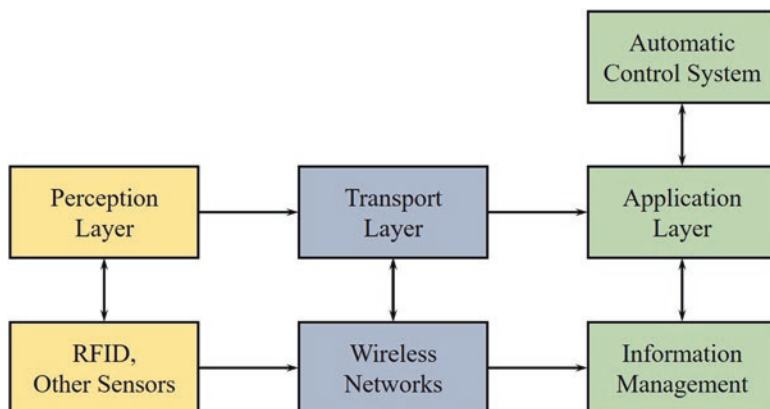 Automatic
Control System
Perception
Layer
Transport
Layer
Application
Layer
RFID,
Other Sensors
Wireless
Networks
Information
Management